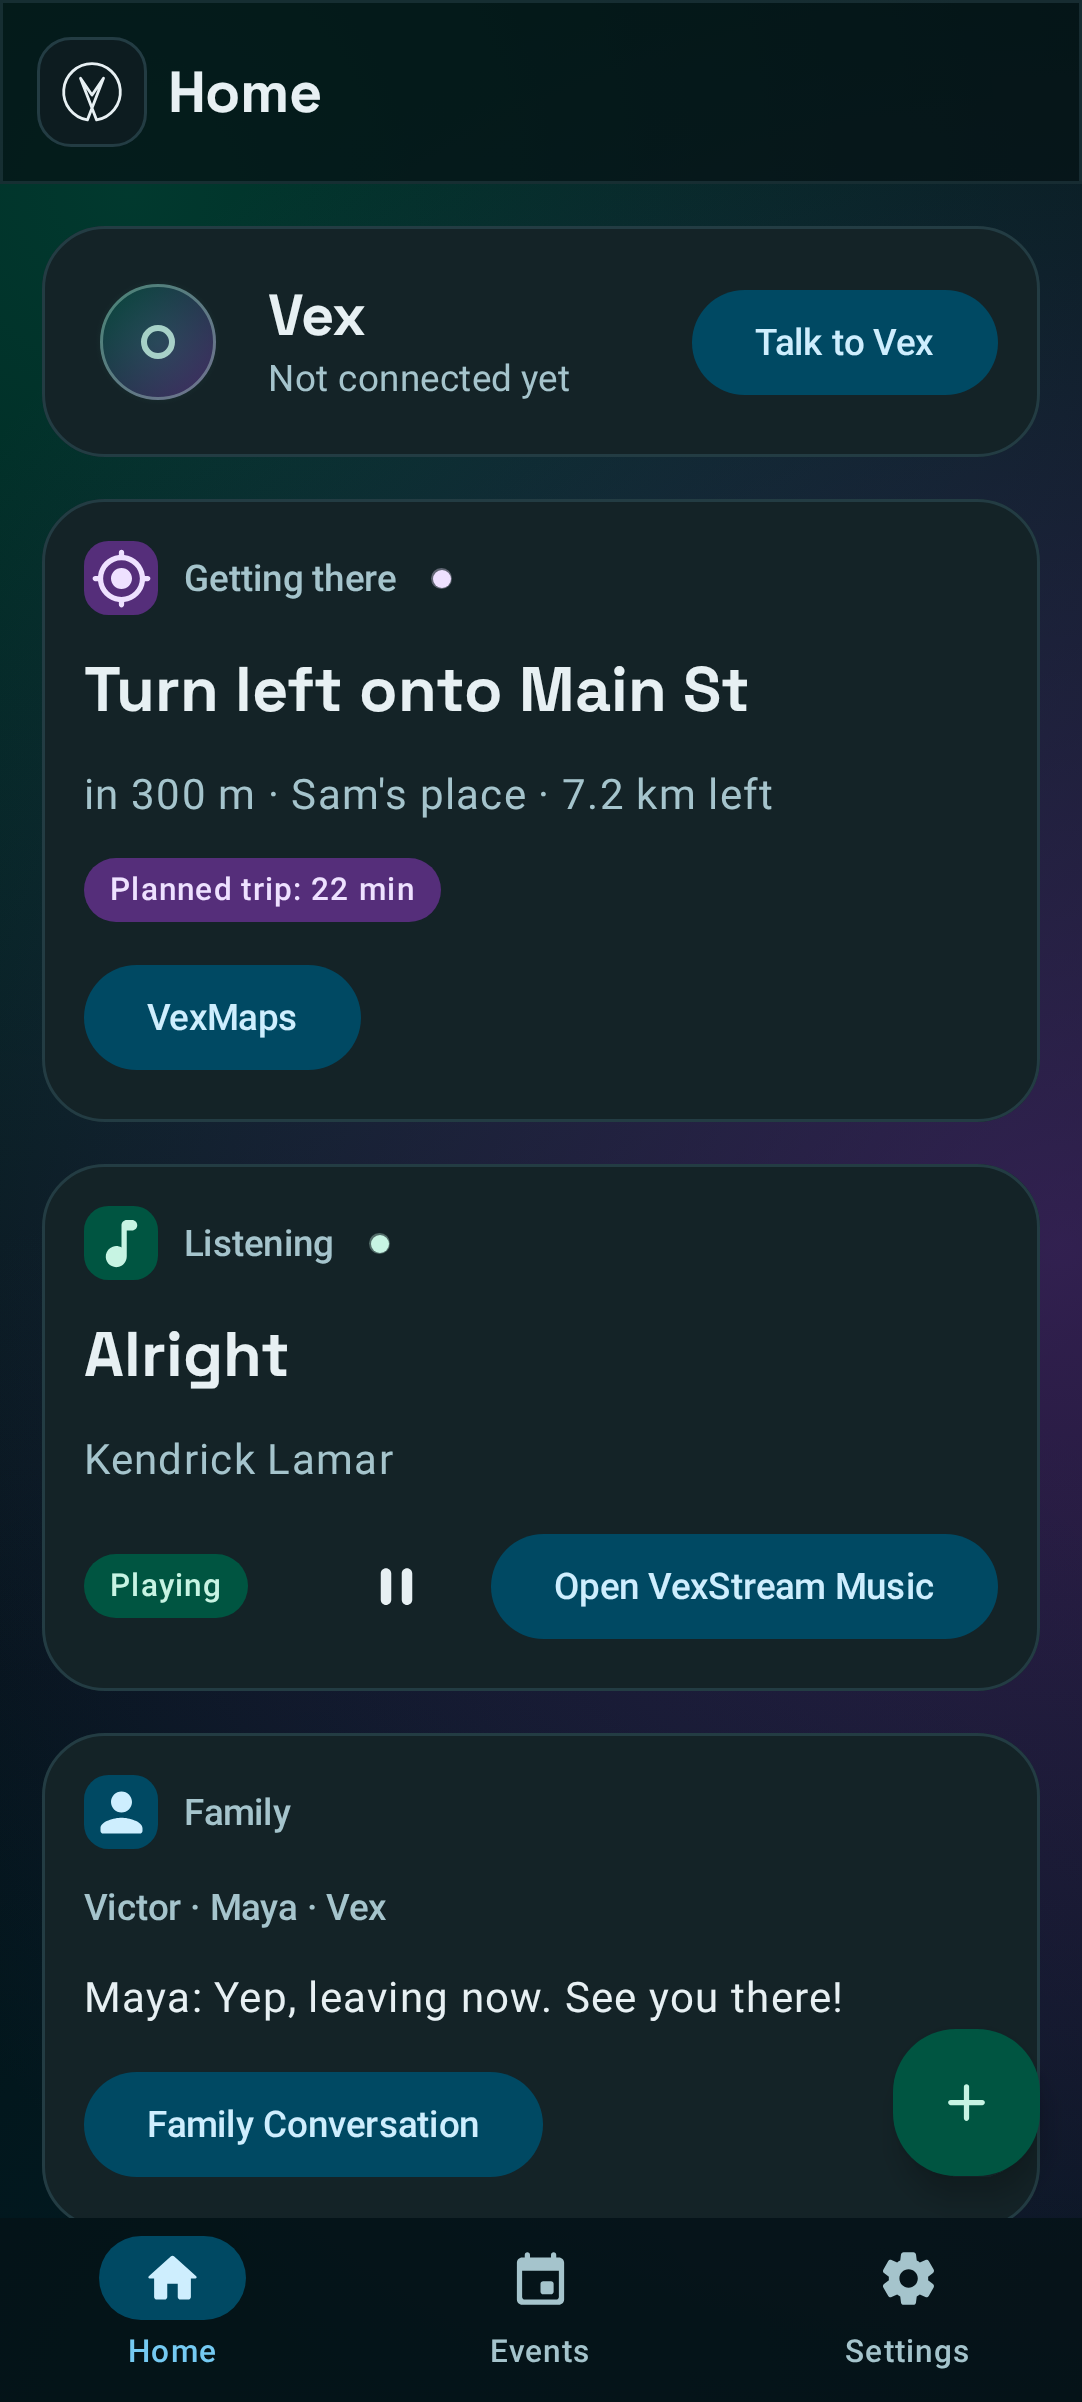 Home
Vex
Not connected yet
Talk to Vex
Getting there
Turn left onto Main St
in 300 m · Sam's place · 7.2 km left
Planned trip: 22 min
VexMaps
Listening
Alright
Kendrick Lamar
Playing
Open VexStream Music
Family
Victor · Maya · Vex
Maya: Yep, leaving now. See you there!
Family Conversation
Home
Events
Settings